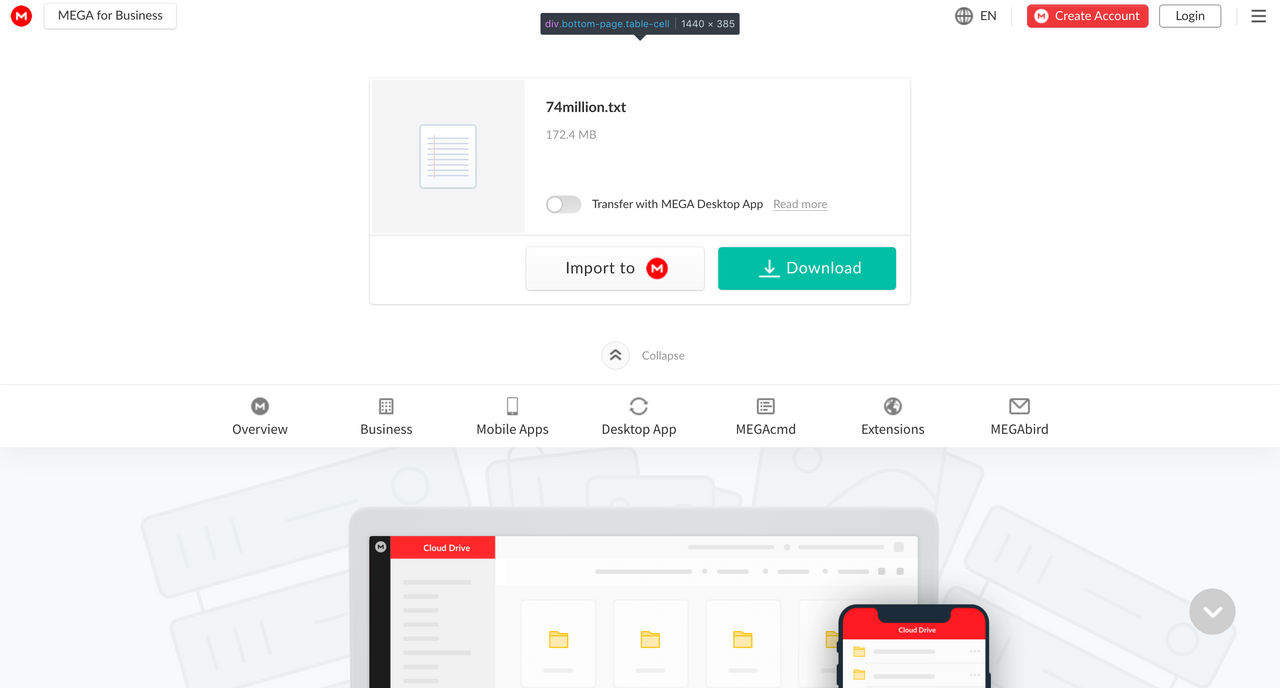 MEGA for Business
div.bottom-page.table-cell 1440 × 385
EN
Create Account
Login
74million.txt
172.4 MB
Transfer with MEGA Desktop App Read more
Import to
Download
Collapse
Overview
Business
Mobile Apps
Desktop App
MEGAcmd
Extensions
MEGAbird
Cloud Drive
Cloud Drive